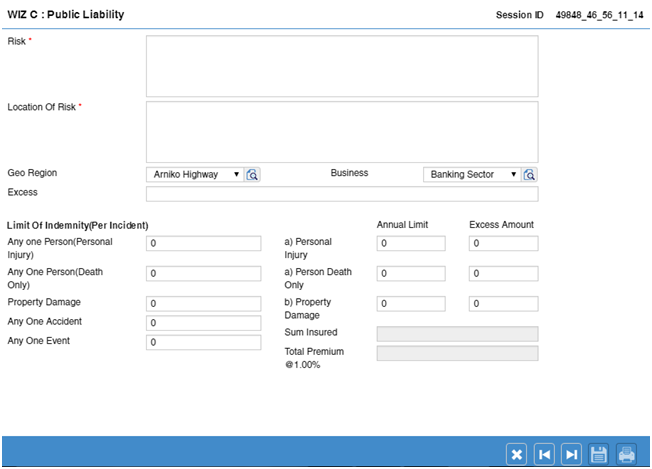 WIZ C : Public Liability Session ID 49848_46_56_11_14
Risk *
Location Of Risk *
Geo Region Arniko Highway Business Banking Sector
Excess
Limit Of Indemnity(Per Incident) Annual Limit Excess Amount
Any one Person(Personal Injury) 0 a) Personal Injury 0 0
Any One Person(Death Only) 0 a) Person Death Only 0 0
Property Damage 0 b) Property Damage 0 0
Any One Accident 0 Sum Insured
Any One Event 0 Total Premium @1.00%